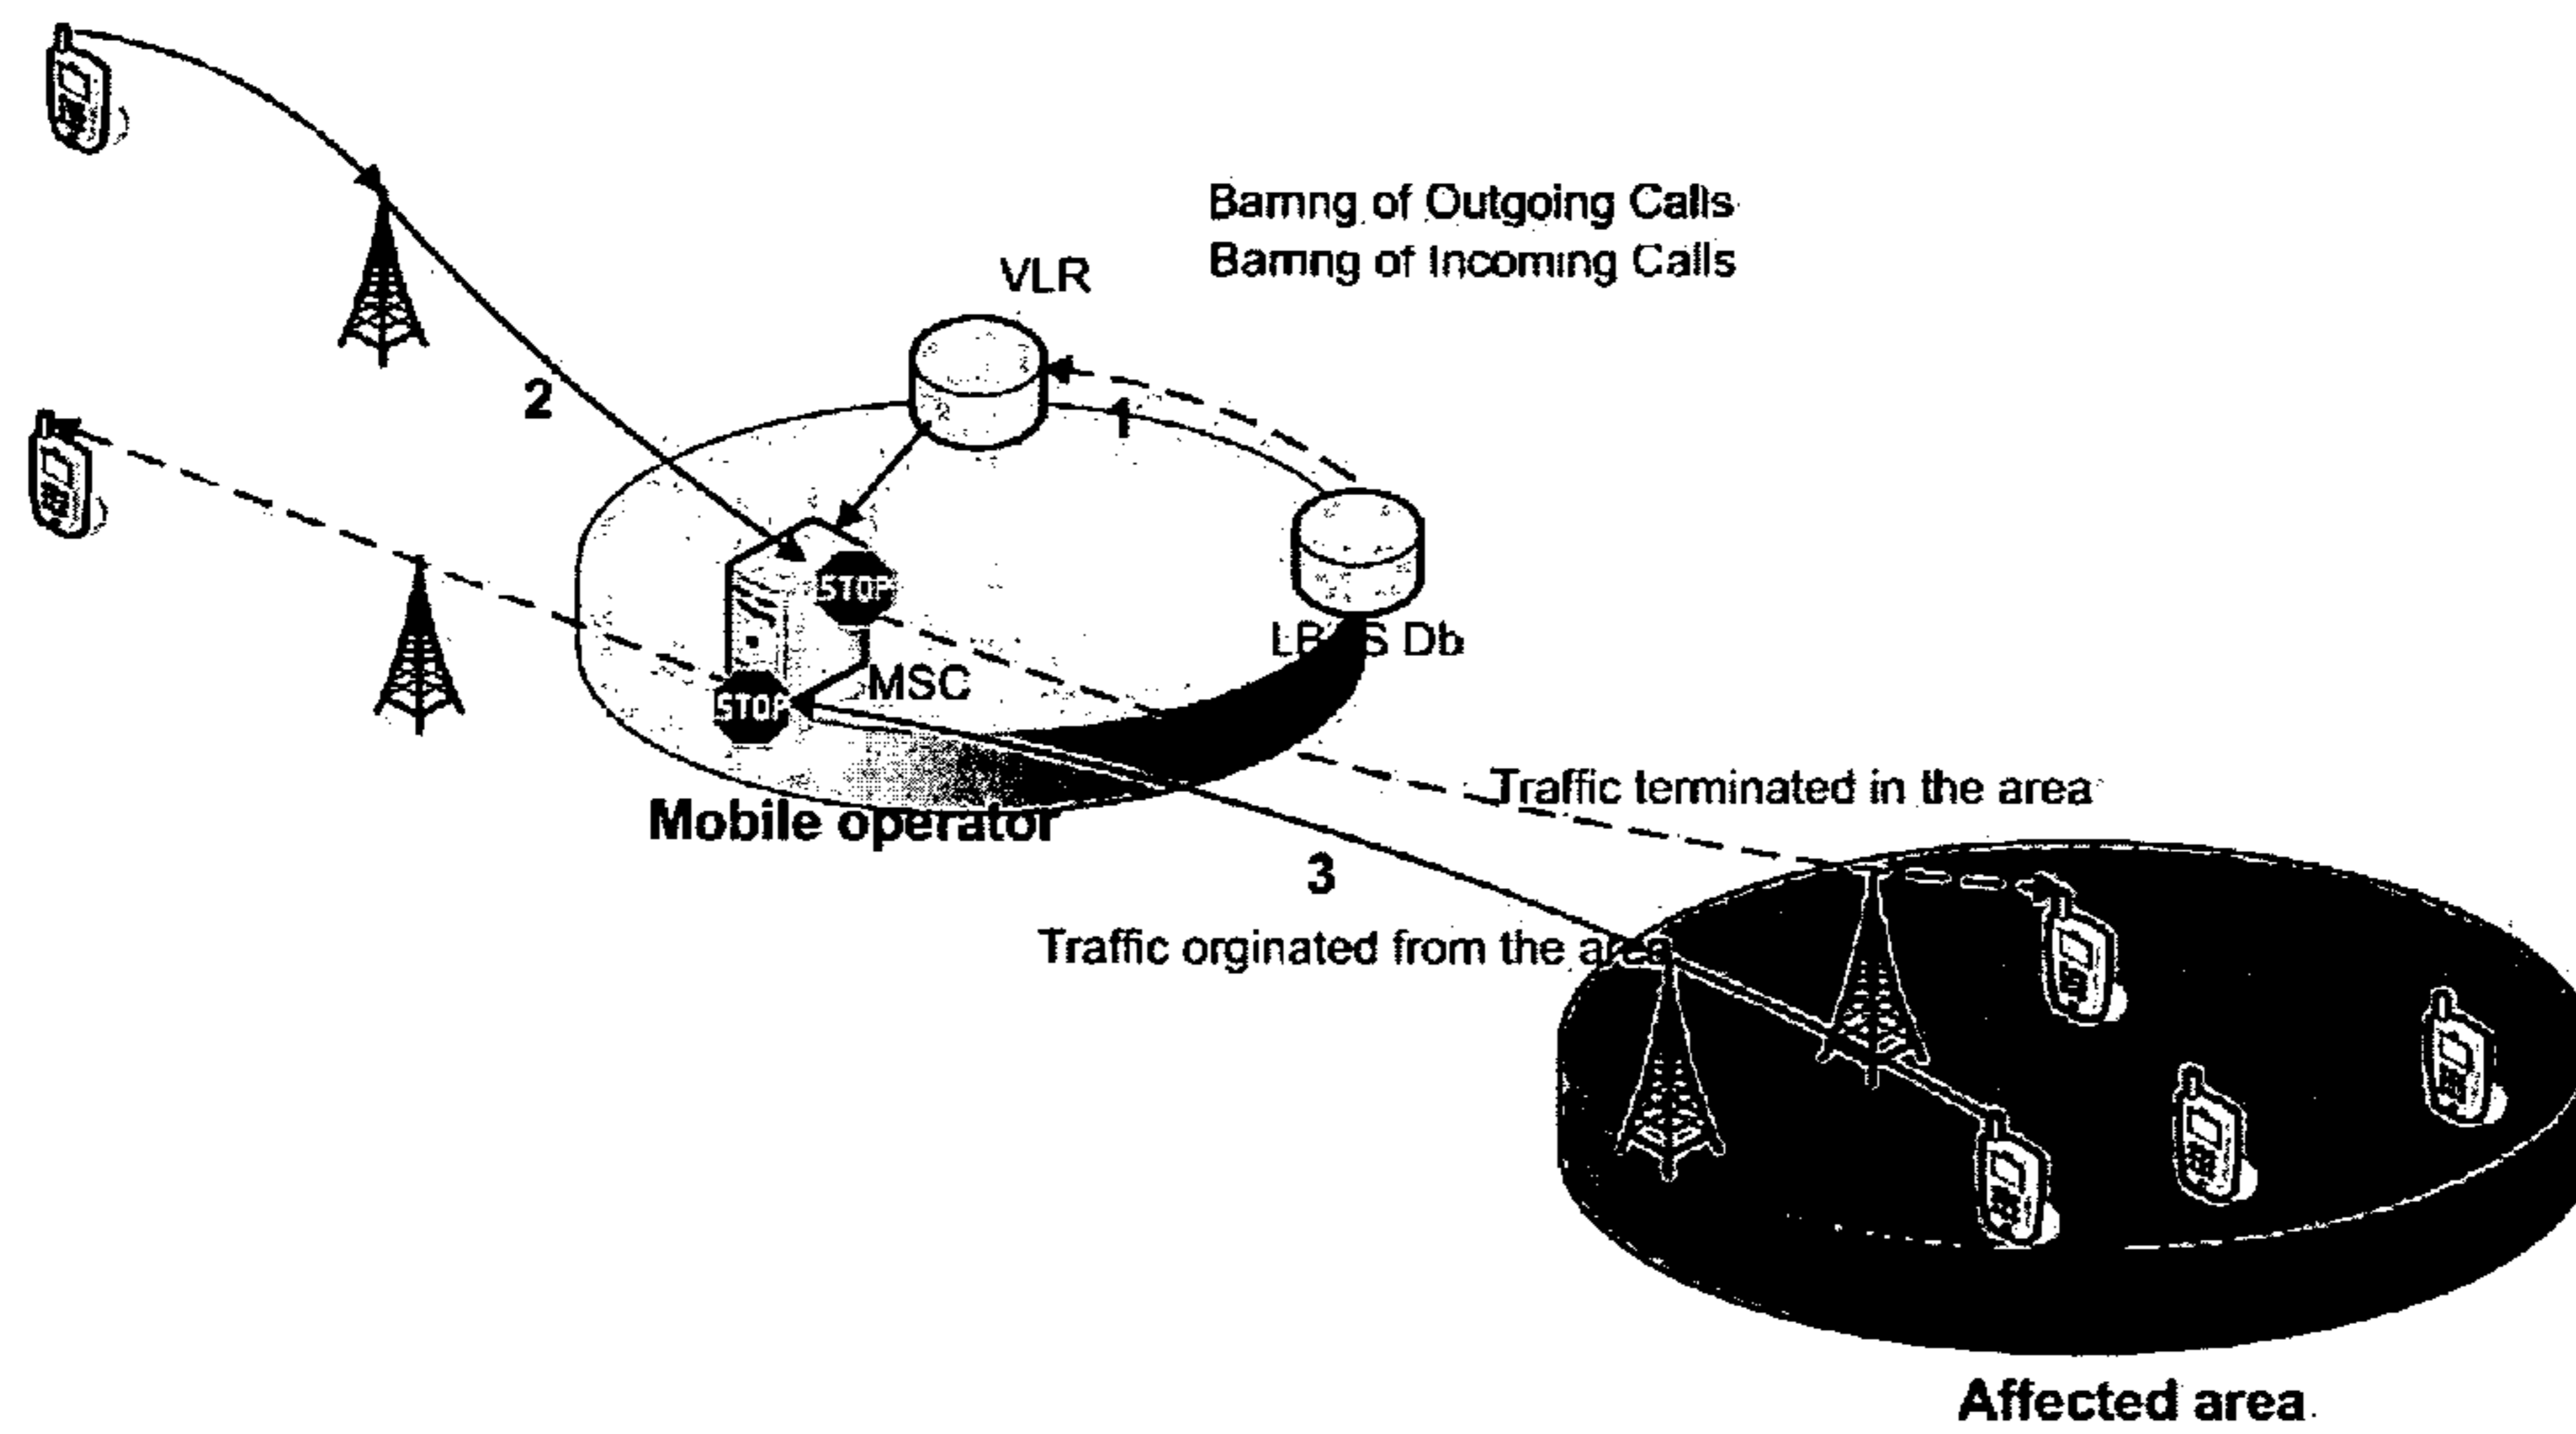 Barring of Outgoing Calls
Barring of Incoming Calls
VLR
2
1
STOP
Db
MSC
STOP
Traffic terminated in the area
Mobile operator
3
Traffic orginated from the area
Affected area